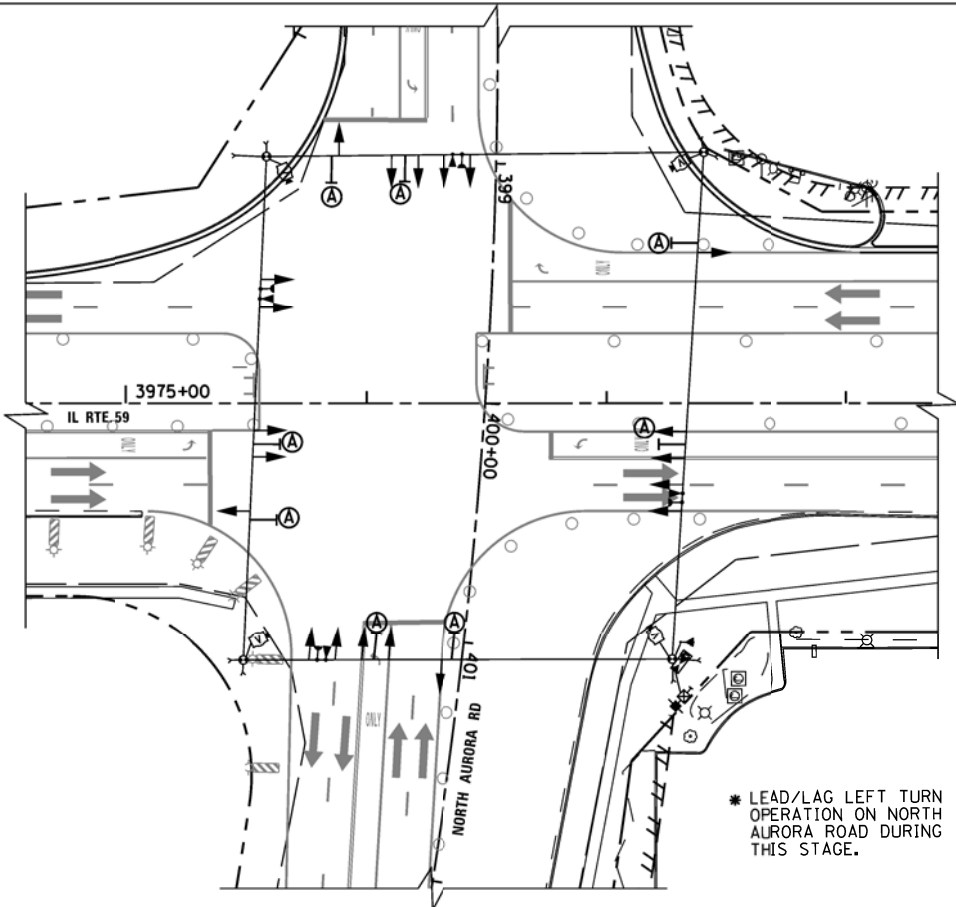 399
A
A
A
ONLY
3975+00
IL RTE.59
400+00
ONLY
A
A
ONLY
A
A
A
401
ONLY
NORTH AURORA RD
* LEAD/LAG LEFT TURN
OPERATION ON NORTH
AURORA ROAD DURING
THIS STAGE.